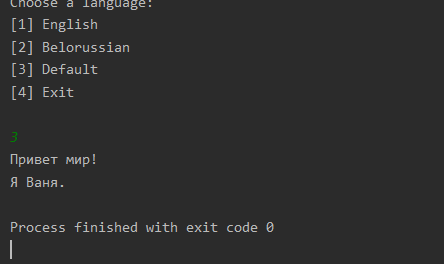 Choose a language:
[1] English
[2] Belorussian
[3] Default
[4] Exit
3
Привет мир!
Я Ваня.
Process finished with exit code 0